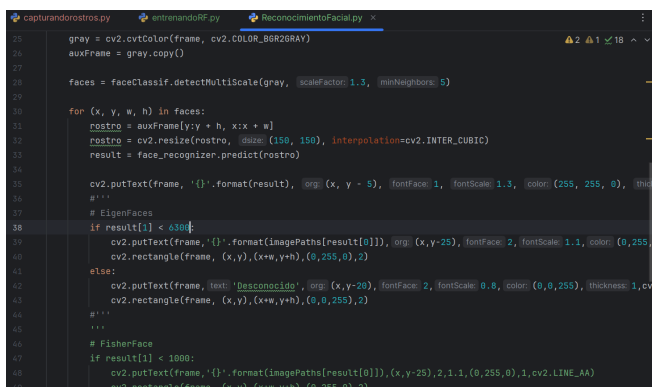 capturandorostros.py entrenandoRF.py ReconocimientoFacial.py ×
25 gray = cv2.cvtColor(frame, cv2.COLOR_BGR2GRAY) 2 1 18
26 auxFrame = gray.copy()
27
28 faces = faceClassif.detectMultiScale(gray, scaleFactor: 1.3, minNeighbors: 5)
29
30 for (x, y, w, h) in faces:
31 rostro = auxFrame[y:y + h, x:x + w]
32 rostro = cv2.resize(rostro, dsize: (150, 150), interpolation=cv2.INTER_CUBIC)
33 result = face_recognizer.predict(rostro)
34
35 cv2.putText(frame, '{}'.format(result), org: (x, y - 5), fontFace: 1, fontScale: 1.3, color: (255, 255, 0), thic
36 #'''
37 # EigenFaces
38 if result[1] < 6300:
39 cv2.putText(frame,'{}'.format(imagePaths[result[0]]), org: (x,y-25), fontFace: 2, fontScale: 1.1, color: (0,255,
40 cv2.rectangle(frame, (x,y),(x+w,y+h),(0,255,0),2)
41 else:
42 cv2.putText(frame, text: 'Desconocido', org: (x,y-20), fontFace: 2, fontScale: 0.8, color: (0,0,255), thickness: 1,cv
43 cv2.rectangle(frame, (x,y),(x+w,y+h),(0,0,255),2)
44 #'''
45 '''
46 # FisherFace
47 if result[1] < 1000:
48 cv2.putText(frame,'{}'.format(imagePaths[result[0]]),(x,y-25),2,1.1,(0,255,0),1,cv2.LINE_AA)
cv2.rectangle(frame, (x,y),(x+w,y+h),(0,255,0),2)